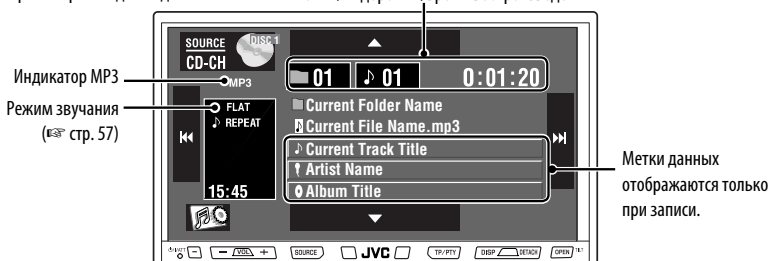 SOURCE
DISC 1
CD-CH
MP3
01 01 0:01:20
FLAT
REPEAT
15:45
Current Folder Name
Current File Name.mp3
Current Track Title
Artist Name
Album Title
Индикатор MP3
Режим звучания
(☞ стр. 57)
Метки данных
отображаются только
при записи.
ATT
− VOL +
SOURCE
JVC
TP/PTY
DISP DETACH
OPEN TILT